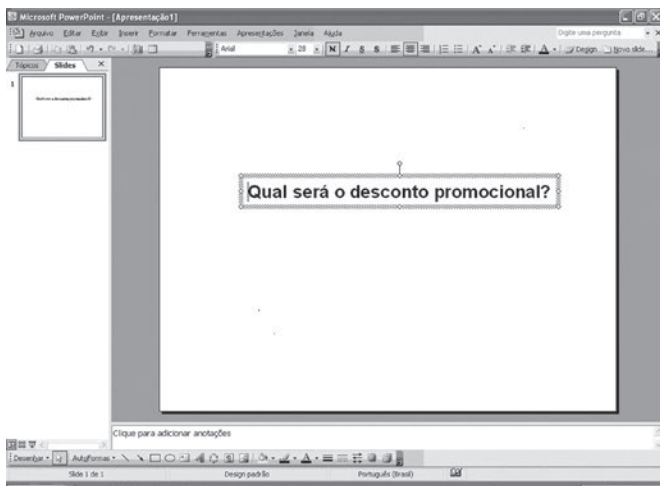 Microsoft PowerPoint - [Apresentação1]
Arquivo Editar Exibir Inserir Formatar Ferramentas Apresentações Janela Ajuda Digite uma pergunta
Arial 28 N I S S Design Novo slide...
Tópicos Slides
1
Qual será o desconto promocional?
Clique para adicionar anotações
Desenhar AutoFormas
Slide 1 de 1 Design padrão Português (Brasil)